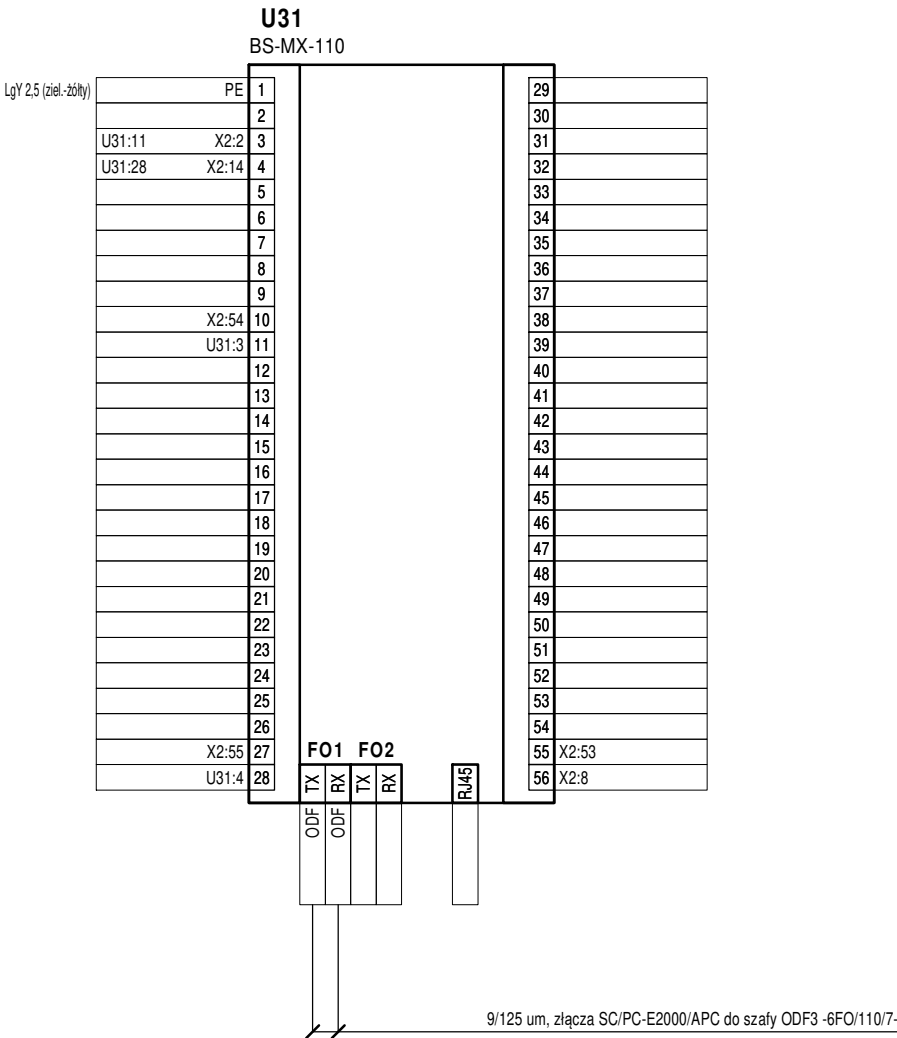 U31
BS-MX-110
LgY 2,5 (ziel.-żółty) PE 1 29
2 30
U31:11 X2:2 3 31
U31:28 X2:14 4 32
5 33
6 34
7 35
8 36
9 37
X2:54 10 38
U31:3 11 39
12 40
13 41
14 42
15 43
16 44
17 45
18 46
19 47
20 48
21 49
22 50
23 51
24 52
25 53
26 54
X2:55 27 FO1 FO2 55 X2:53
U31:4 28 TX RX TX RX RJ45 56 X2:8
ODF ODF
9/125 um, złącza SC/PC-E2000/APC do szafy ODF3 -6FO/110/7-